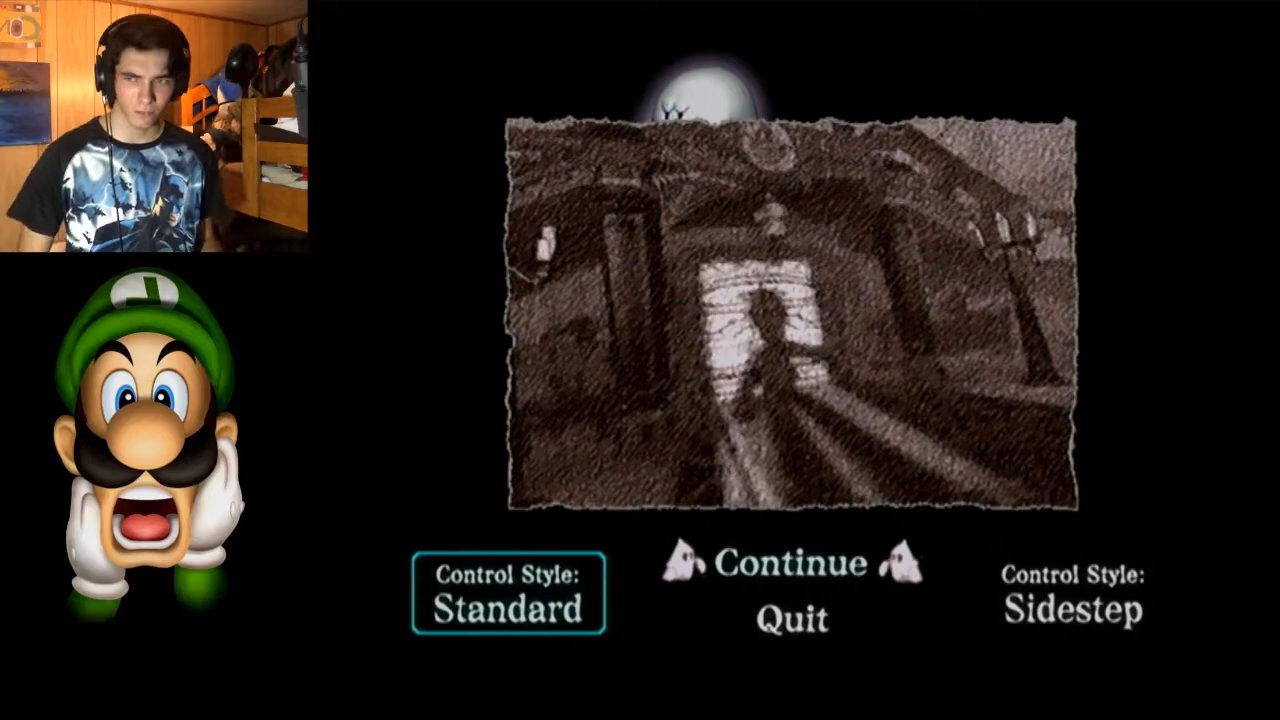 Control Style:
Standard
Continue
Quit
Control Style:
Sidestep
L